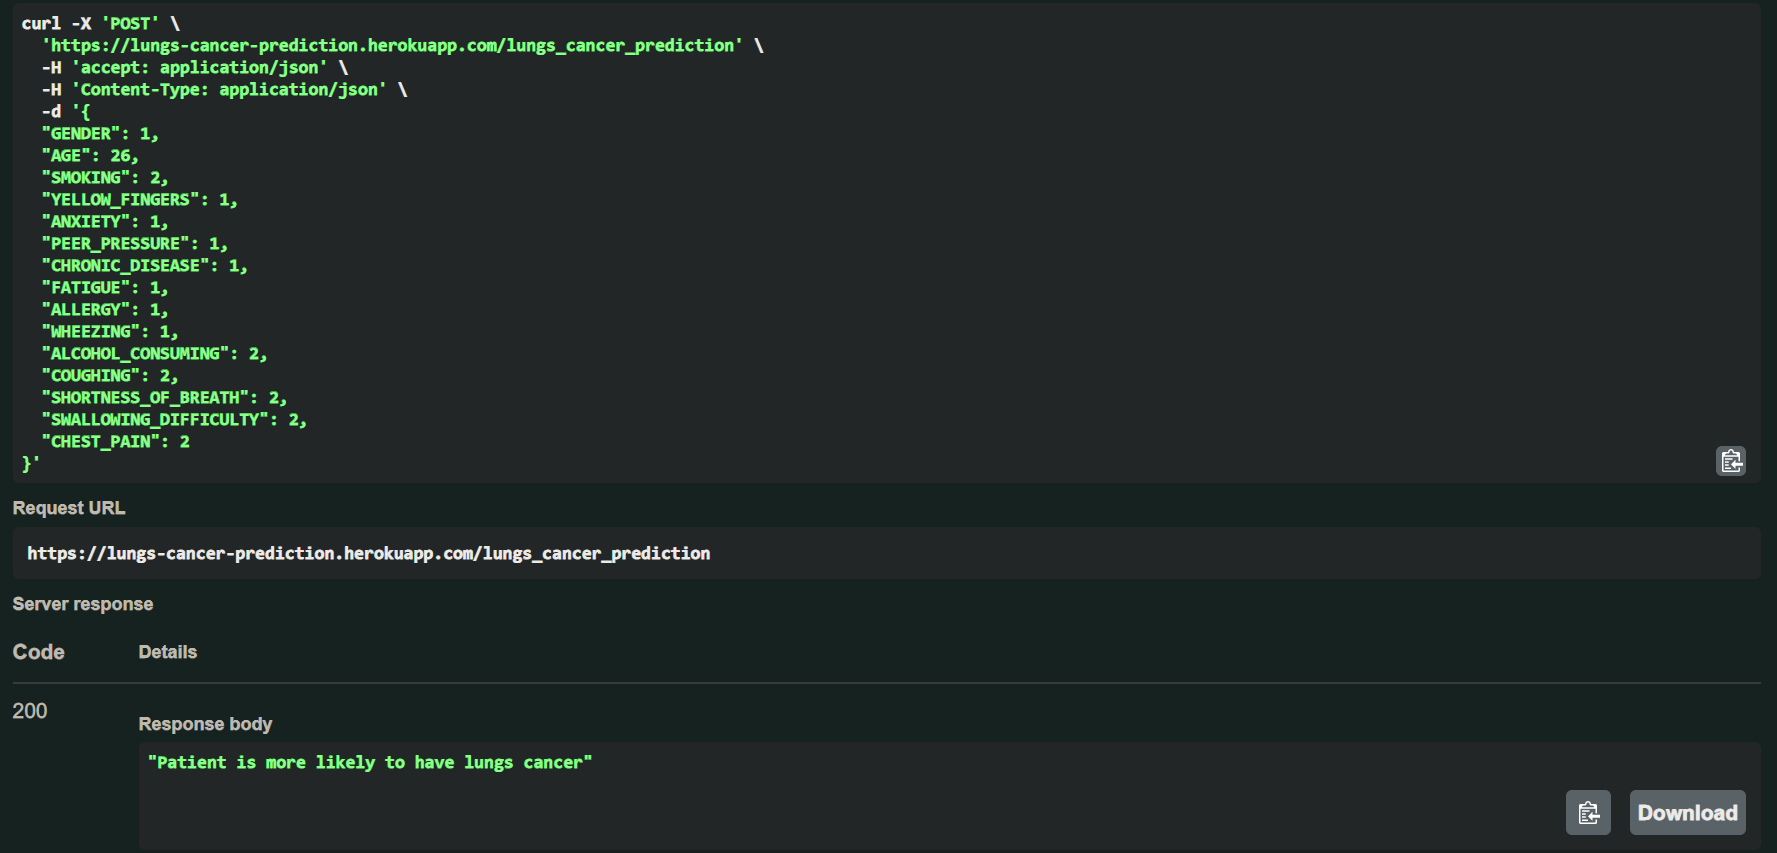 curl -X 'POST' \
'https://lungs-cancer-prediction.herokuapp.com/lungs_cancer_prediction' \
-H 'accept: application/json' \
-H 'Content-Type: application/json' \
-d '{
"GENDER": 1,
"AGE": 26,
"SMOKING": 2,
"YELLOW_FINGERS": 1,
"ANXIETY": 1,
"PEER_PRESSURE": 1,
"CHRONIC_DISEASE": 1,
"FATIGUE": 1,
"ALLERGY": 1,
"WHEEZING": 1,
"ALCOHOL_CONSUMING": 2,
"COUGHING": 2,
"SHORTNESS_OF_BREATH": 2,
"SWALLOWING_DIFFICULTY": 2,
"CHEST_PAIN": 2
}'
Request URL
https://lungs-cancer-prediction.herokuapp.com/lungs_cancer_prediction
Server response
Code Details
200
Response body
"Patient is more likely to have lungs cancer"
Download